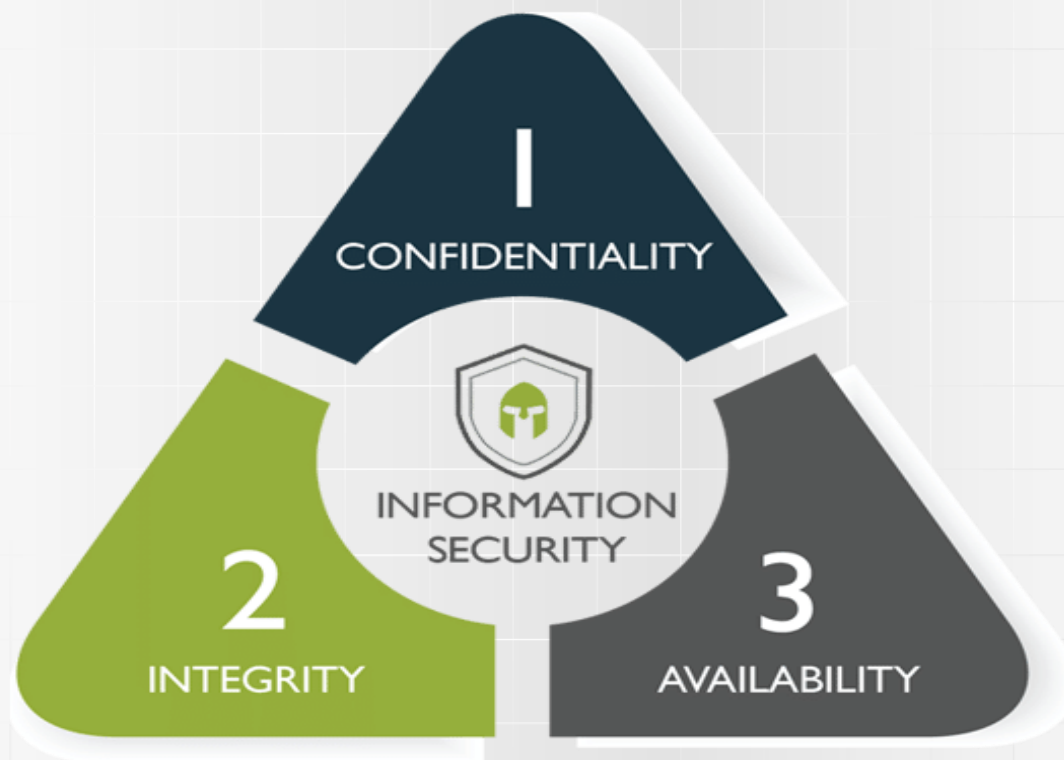 1
CONFIDENTIALITY
INFORMATION
SECURITY
2
INTEGRITY
3
AVAILABILITY